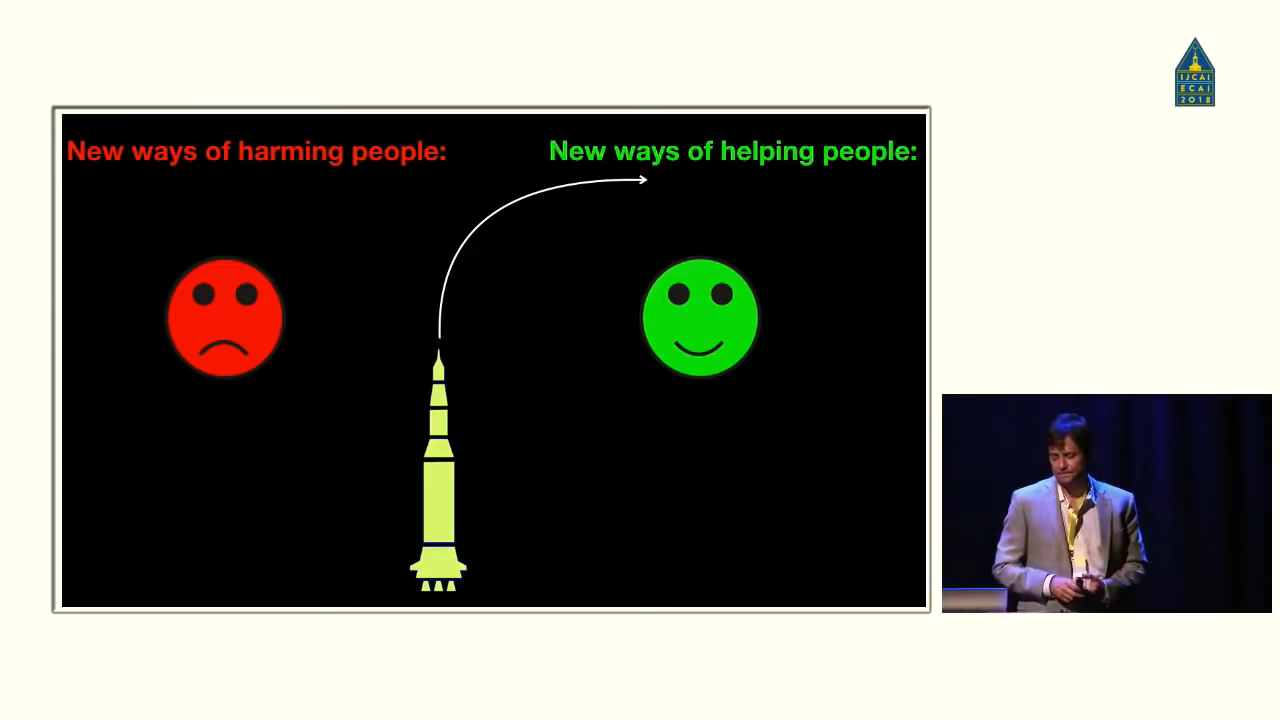 New ways of harming people:
New ways of helping people:
IJCAI
ECAI
2018